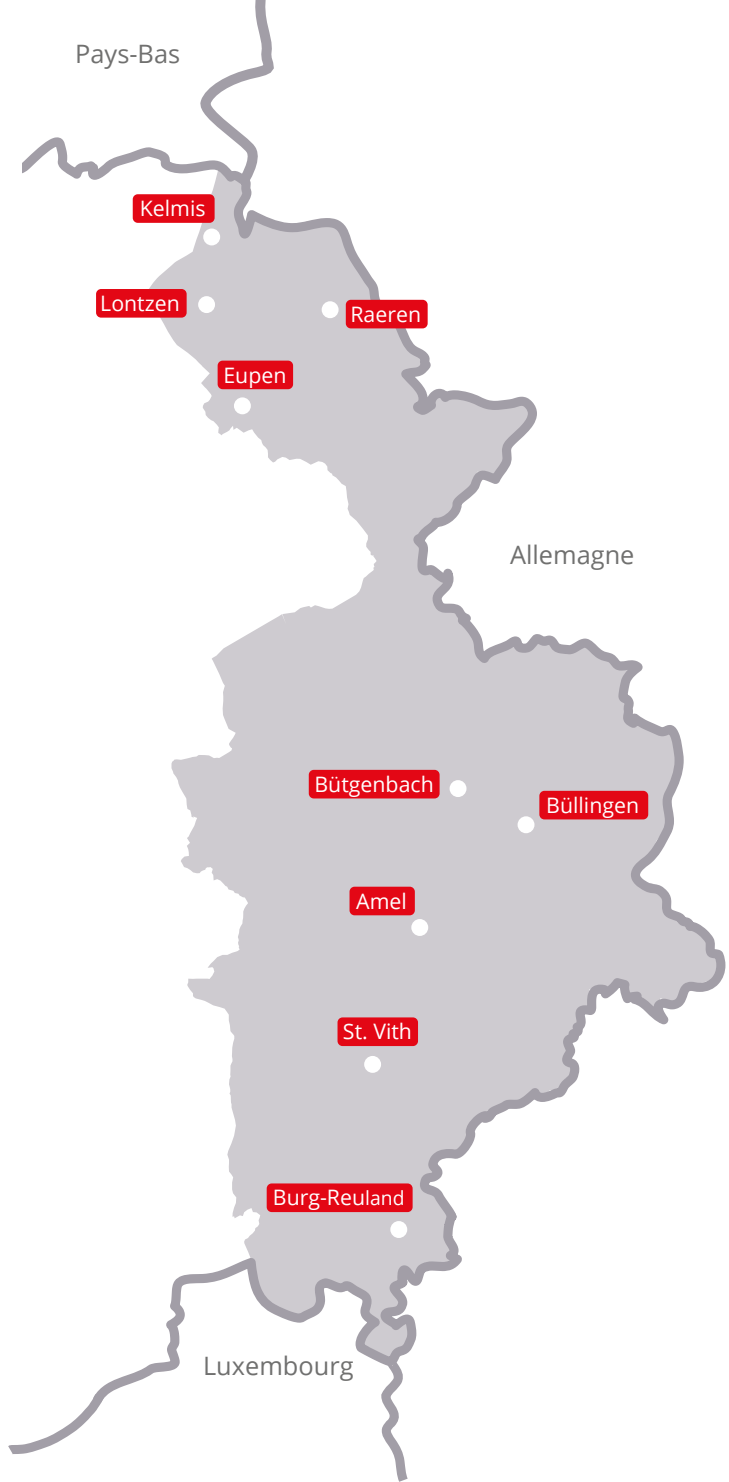 Pays-Bas
Kelmis
Lontzen
Raeren
Eupen
Allemagne
Bütgenbach
Büllingen
Amel
St. Vith
Burg-Reuland
Luxembourg